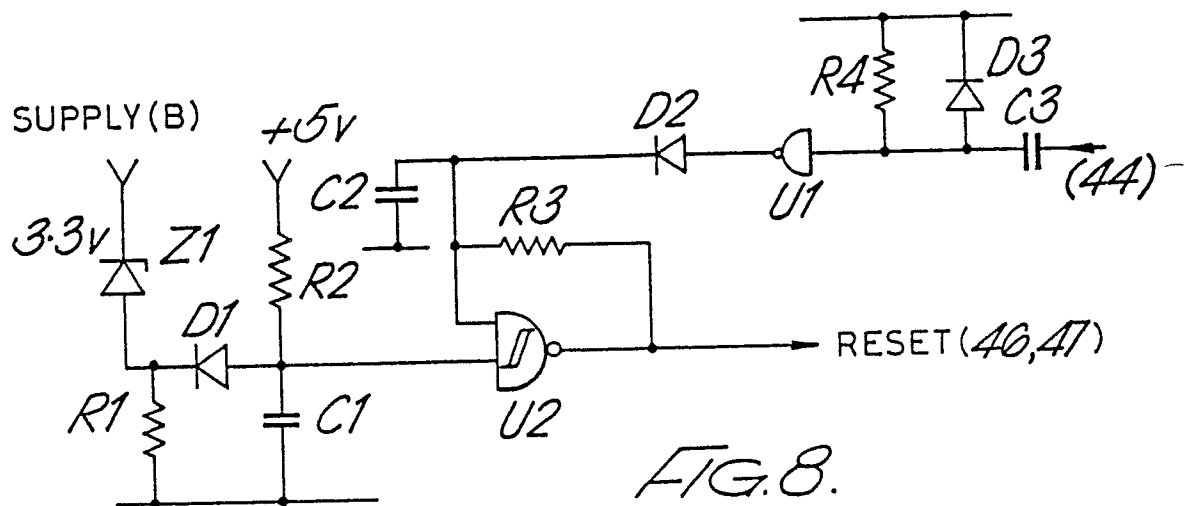 SUPPLY(B)
+5v
3.3v
Z1
D1
R1
R2
C1
C2
R3
D2
U1
U2
R4
D3
C3
(44)
RESET(46,47)
FIG.8.